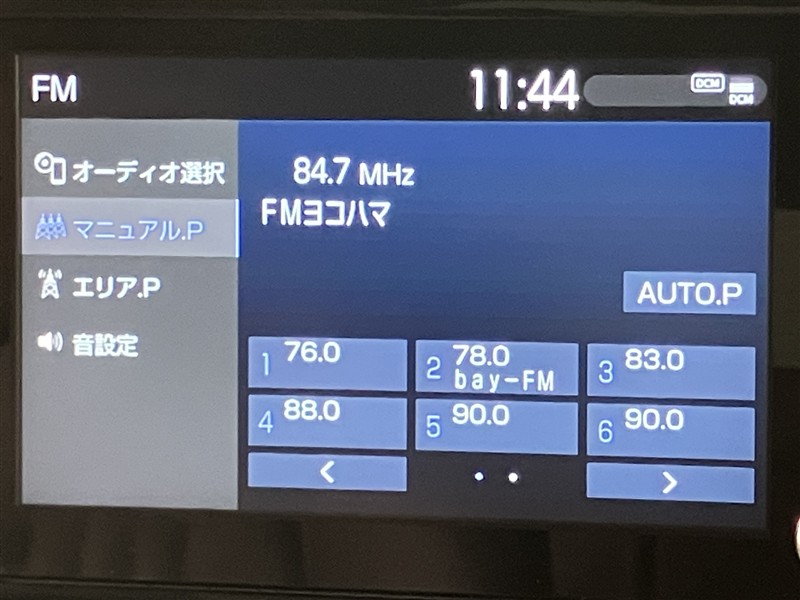 FM
11:44
DCM
DCM
オーディオ選択
マニュアル.P
エリア.P
音設定
84.7 MHz
FMヨコハマ
AUTO.P
1 76.0
2 78.0
bay-FM
3 83.0
4 88.0
5 90.0
6 90.0